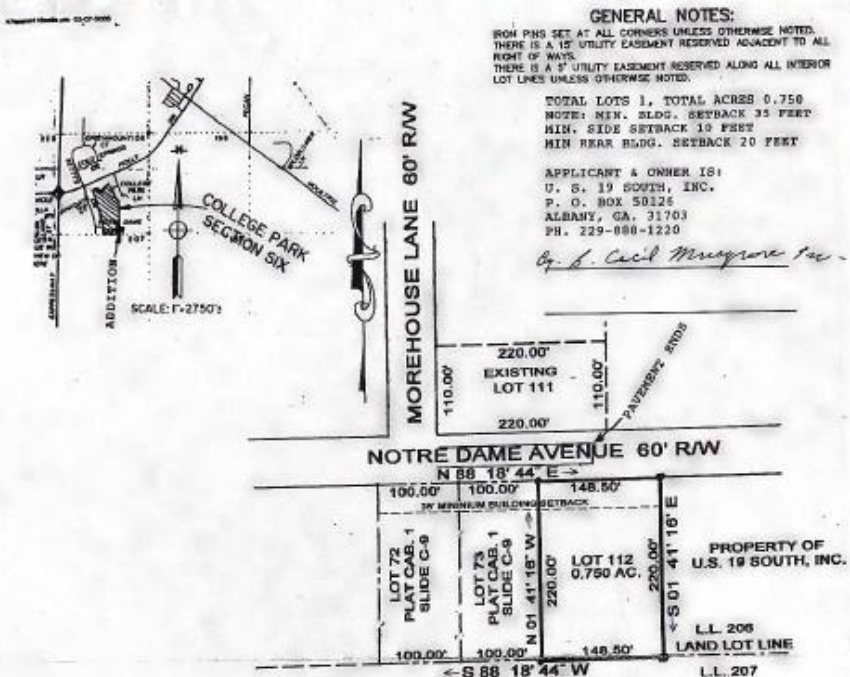 GENERAL NOTES:
IRON PINS SET AT ALL CORNERS UNLESS OTHERWISE NOTED.
THERE IS A 15' UTILITY EASEMENT RESERVED ADJACENT TO ALL
RIGHT OF WAYS.
THERE IS A 5' UTILITY EASEMENT RESERVED ALONG ALL INTERIOR
LOT LINES UNLESS OTHERWISE NOTED.
TOTAL LOTS 1, TOTAL ACRES 0.750
NOTE: MIN. BLDG. SETBACK 35 FEET
MIN. SIDE SETBACK 10 FEET
MIN REAR BLDG. SETBACK 20 FEET
APPLICANT & OWNER IS:
U. S. 19 SOUTH, INC.
P. O. BOX 50126
ALBANY, GA. 31703
PH. 229-888-1220
Cecil Musgrove
COLLEGE PARK
SECTION SIX
ADDITION
SCALE: 1"=2750'±
MOREHOUSE LANE 60' R/W
220.00'
110.00'
EXISTING
LOT 111
110.00'
220.00'
PAVEMENT ENDS
NOTRE DAME AVENUE 60' R/W
N 88 18' 44" E→
100.00'
100.00'
148.50'
MINIMUM BUILDING SETBACK
LOT 72
PLAT CAB. 1
SLIDE C-9
LOT 73
PLAT CAB. 1
SLIDE C-9
N 01 41' 16" W→
220.00'
LOT 112
0.750 AC.
220.00'
←S 01 41' 16" E
PROPERTY OF
U.S. 19 SOUTH, INC.
L.L. 206
LAND LOT LINE
L.L. 207
100.00'
100.00'
148.50'
←S 88 18' 44" W